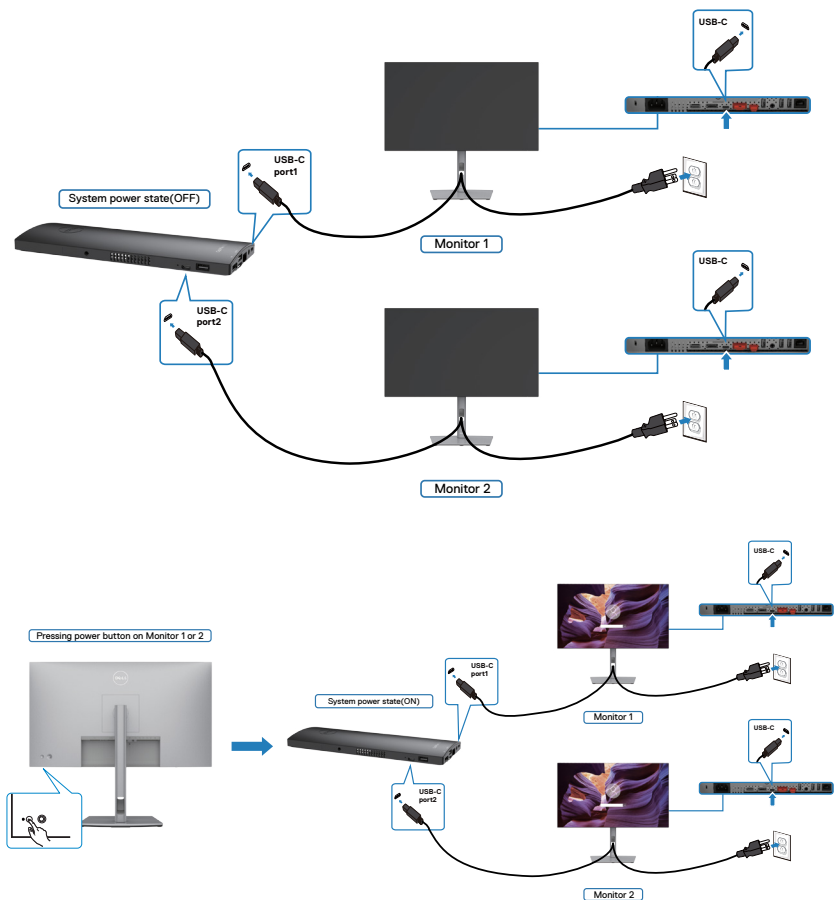 USB-C
USB-C
port1
System power state(OFF)
Monitor 1
USB-C
USB-C
port2
Monitor 2
USB-C
Pressing power button on Monitor 1 or 2
USB-C
port1
System power state(ON)
Monitor 1
USB-C
USB-C
port2
Monitor 2
DELL